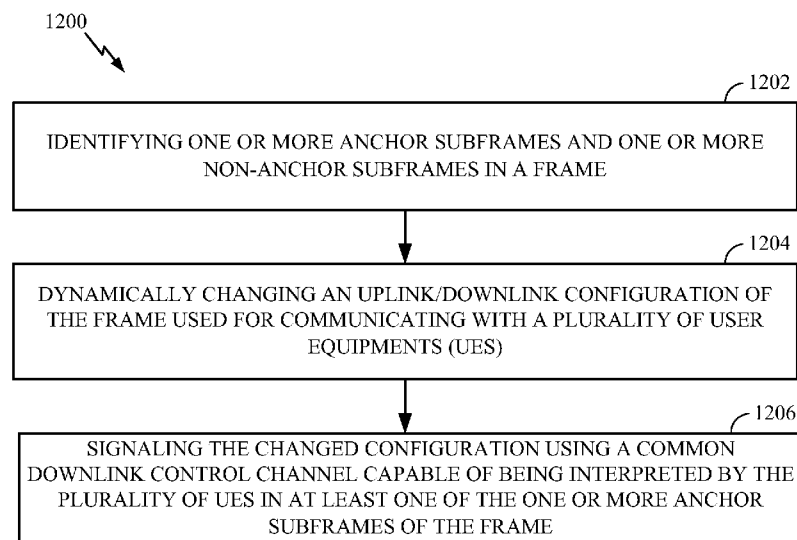 1200
1202
IDENTIFYING ONE OR MORE ANCHOR SUBFRAMES AND ONE OR MORE
NON-ANCHOR SUBFRAMES IN A FRAME
1204
DYNAMICALLY CHANGING AN UPLINK/DOWNLINK CONFIGURATION OF
THE FRAME USED FOR COMMUNICATING WITH A PLURALITY OF USER
EQUIPMENTS (UES)
1206
SIGNALING THE CHANGED CONFIGURATION USING A COMMON
DOWNLINK CONTROL CHANNEL CAPABLE OF BEING INTERPRETED BY THE
PLURALITY OF UES IN AT LEAST ONE OF THE ONE OR MORE ANCHOR
SUBFRAMES OF THE FRAME